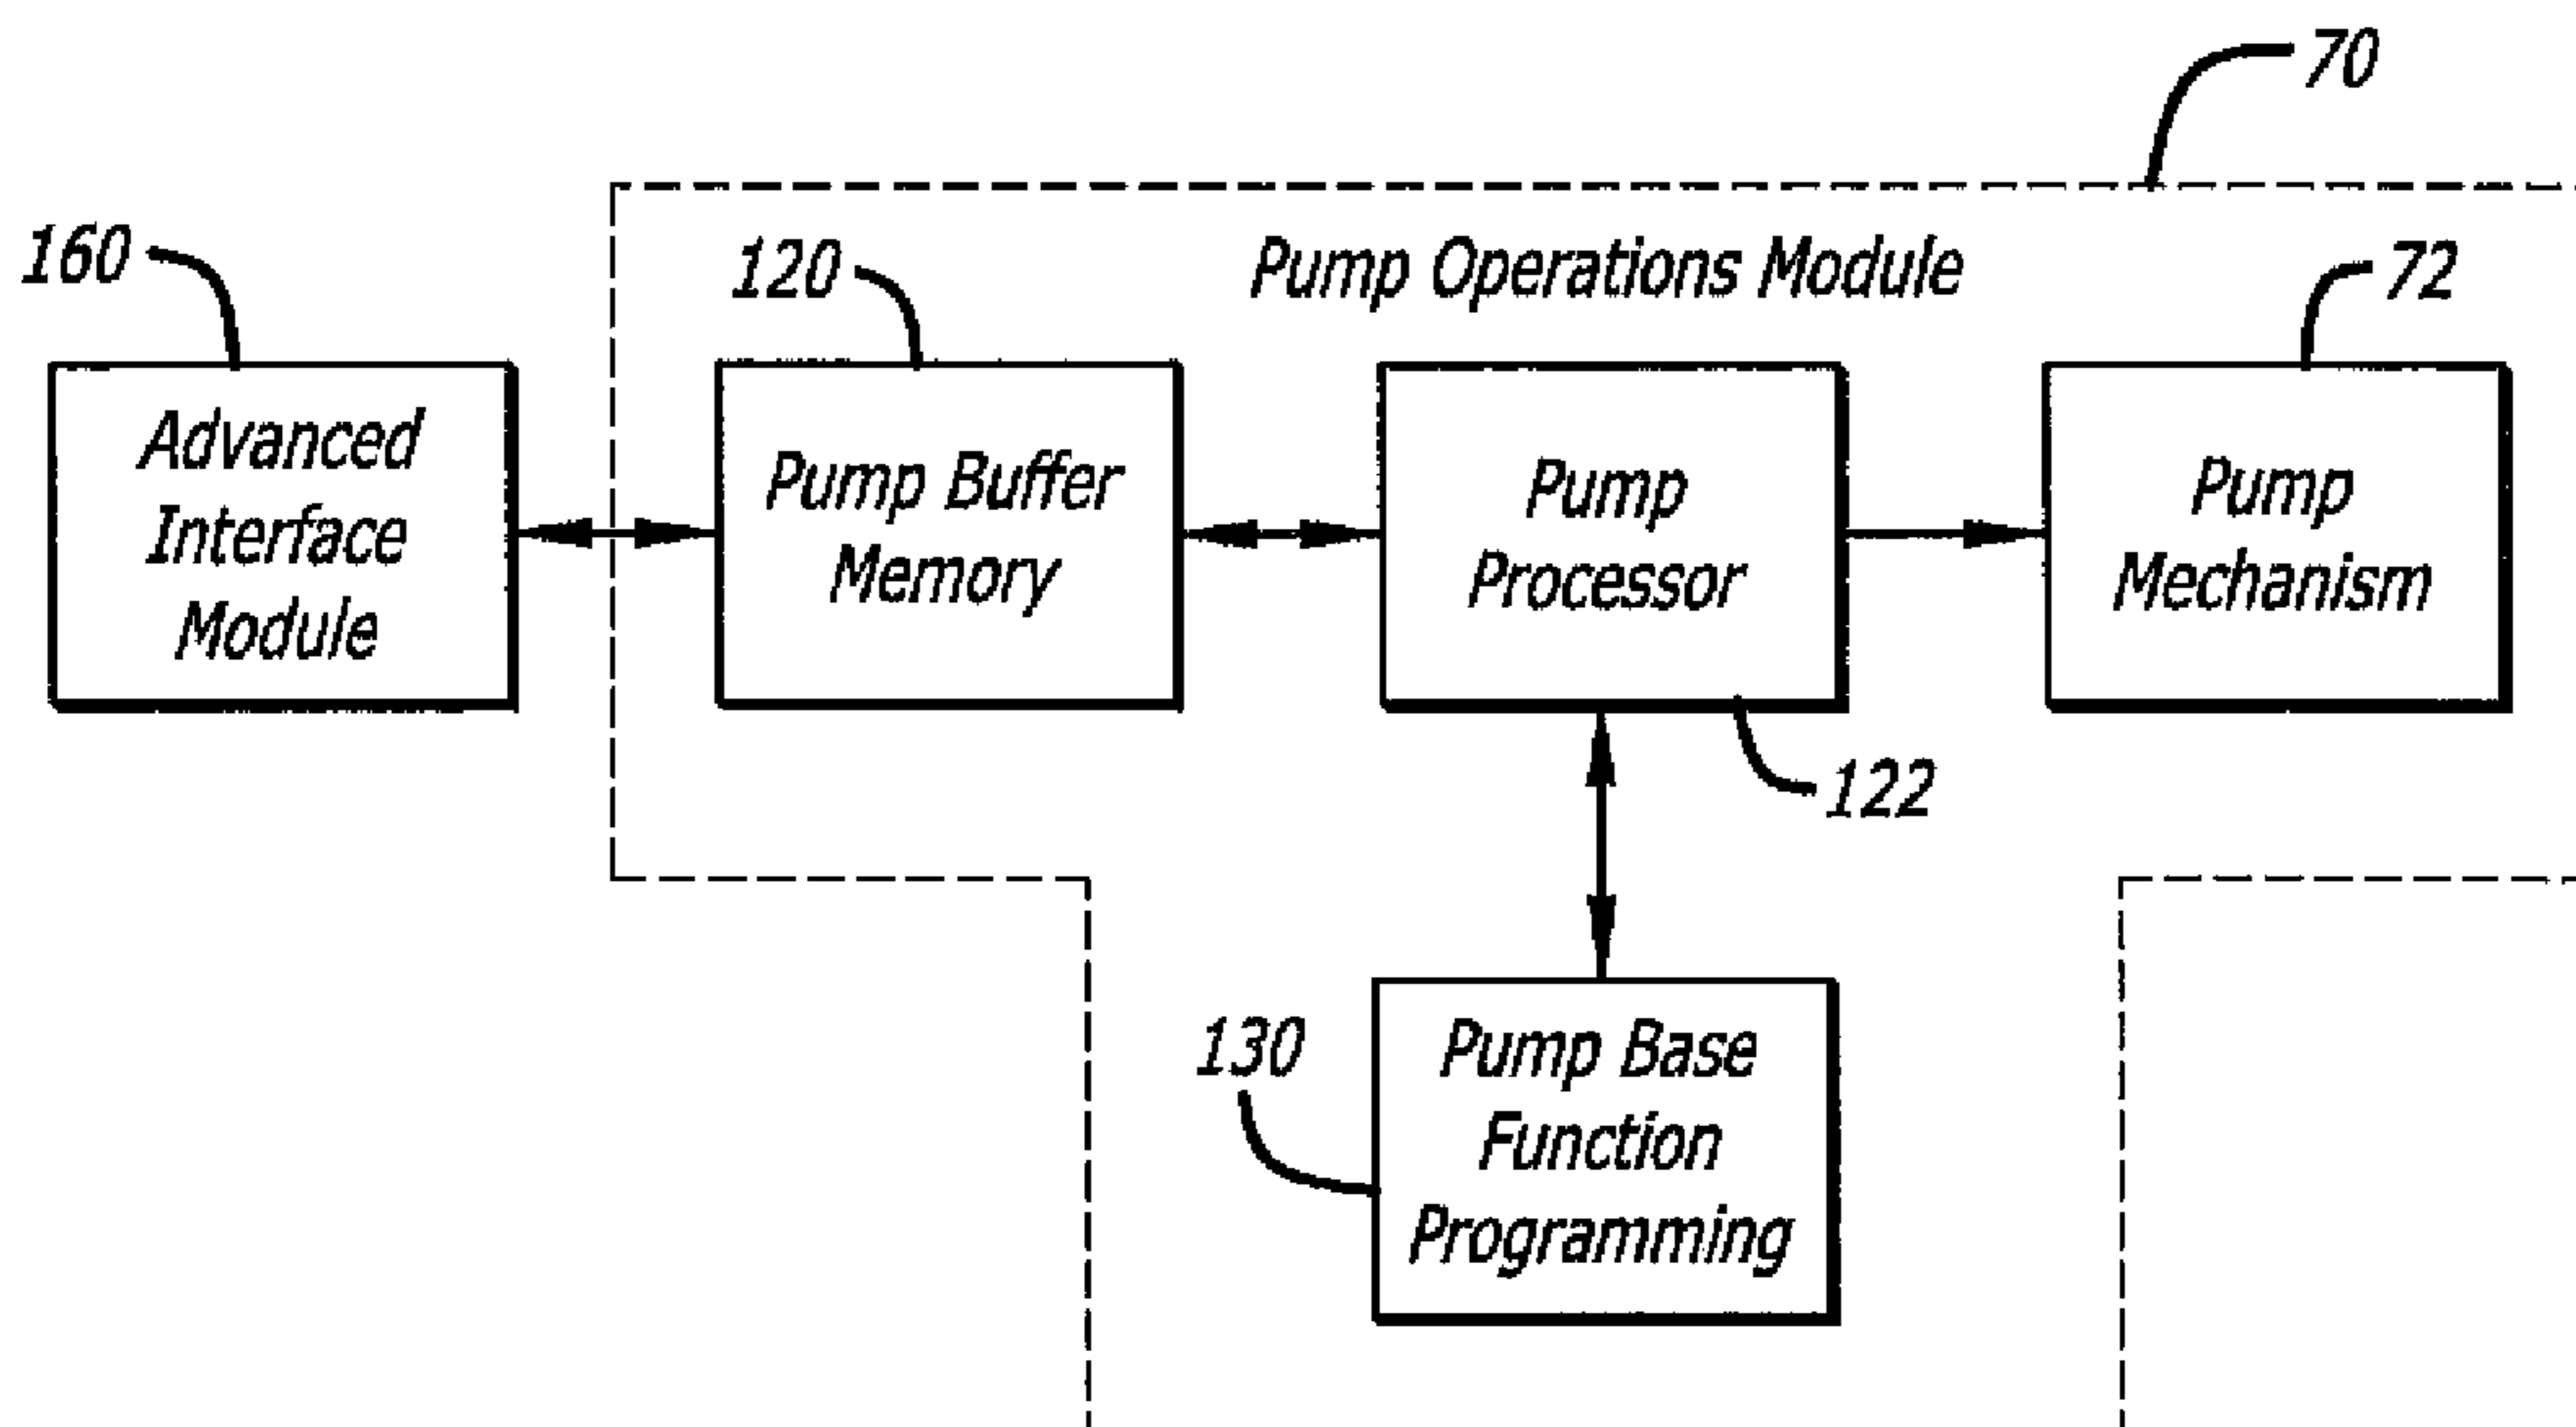 70
160
120
Pump Operations Module
72
Advanced
Interface
Module
Pump Buffer
Memory
Pump
Processor
Pump
Mechanism
122
130
Pump Base
Function
Programming